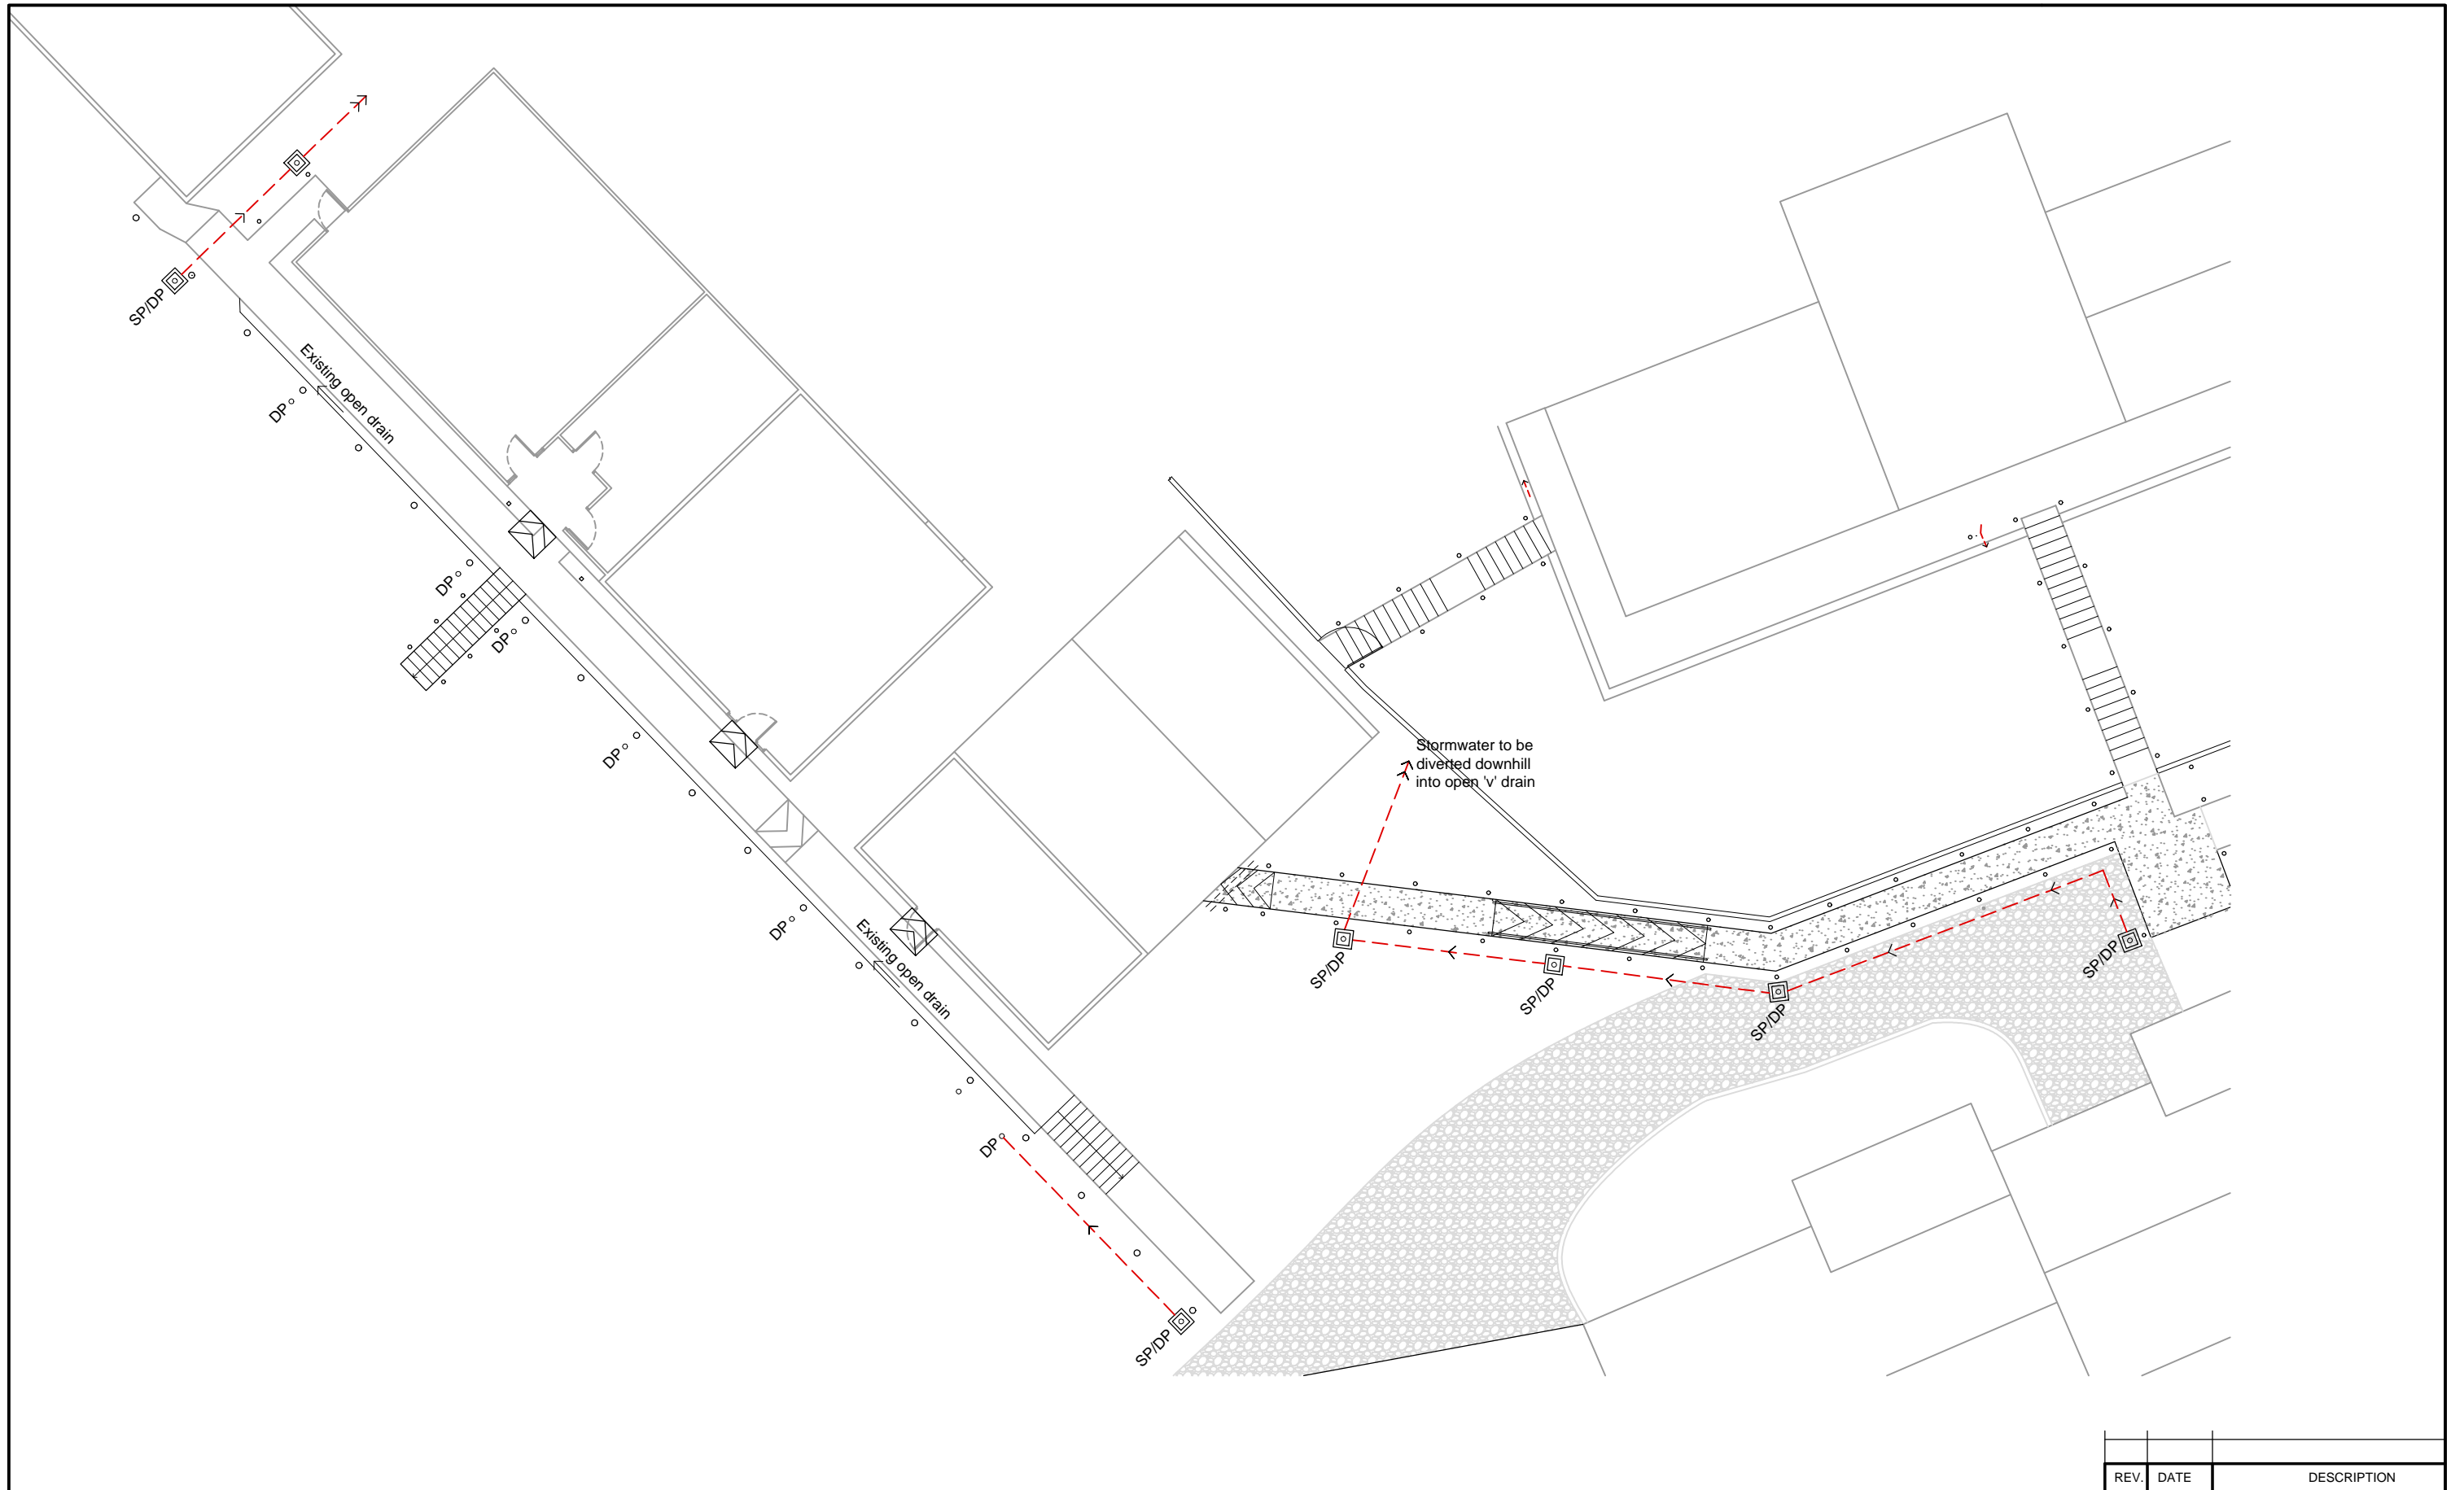 SP/DP
Existing open drain
DP
DP
DP
DP
Stormwater to be
diverted downhill
into open 'v' drain
DP
Existing open drain
SP/DP
SP/DP
SP/DP
SP/DP
DP
SP/DP
REV.
DATE
DESCRIPTION